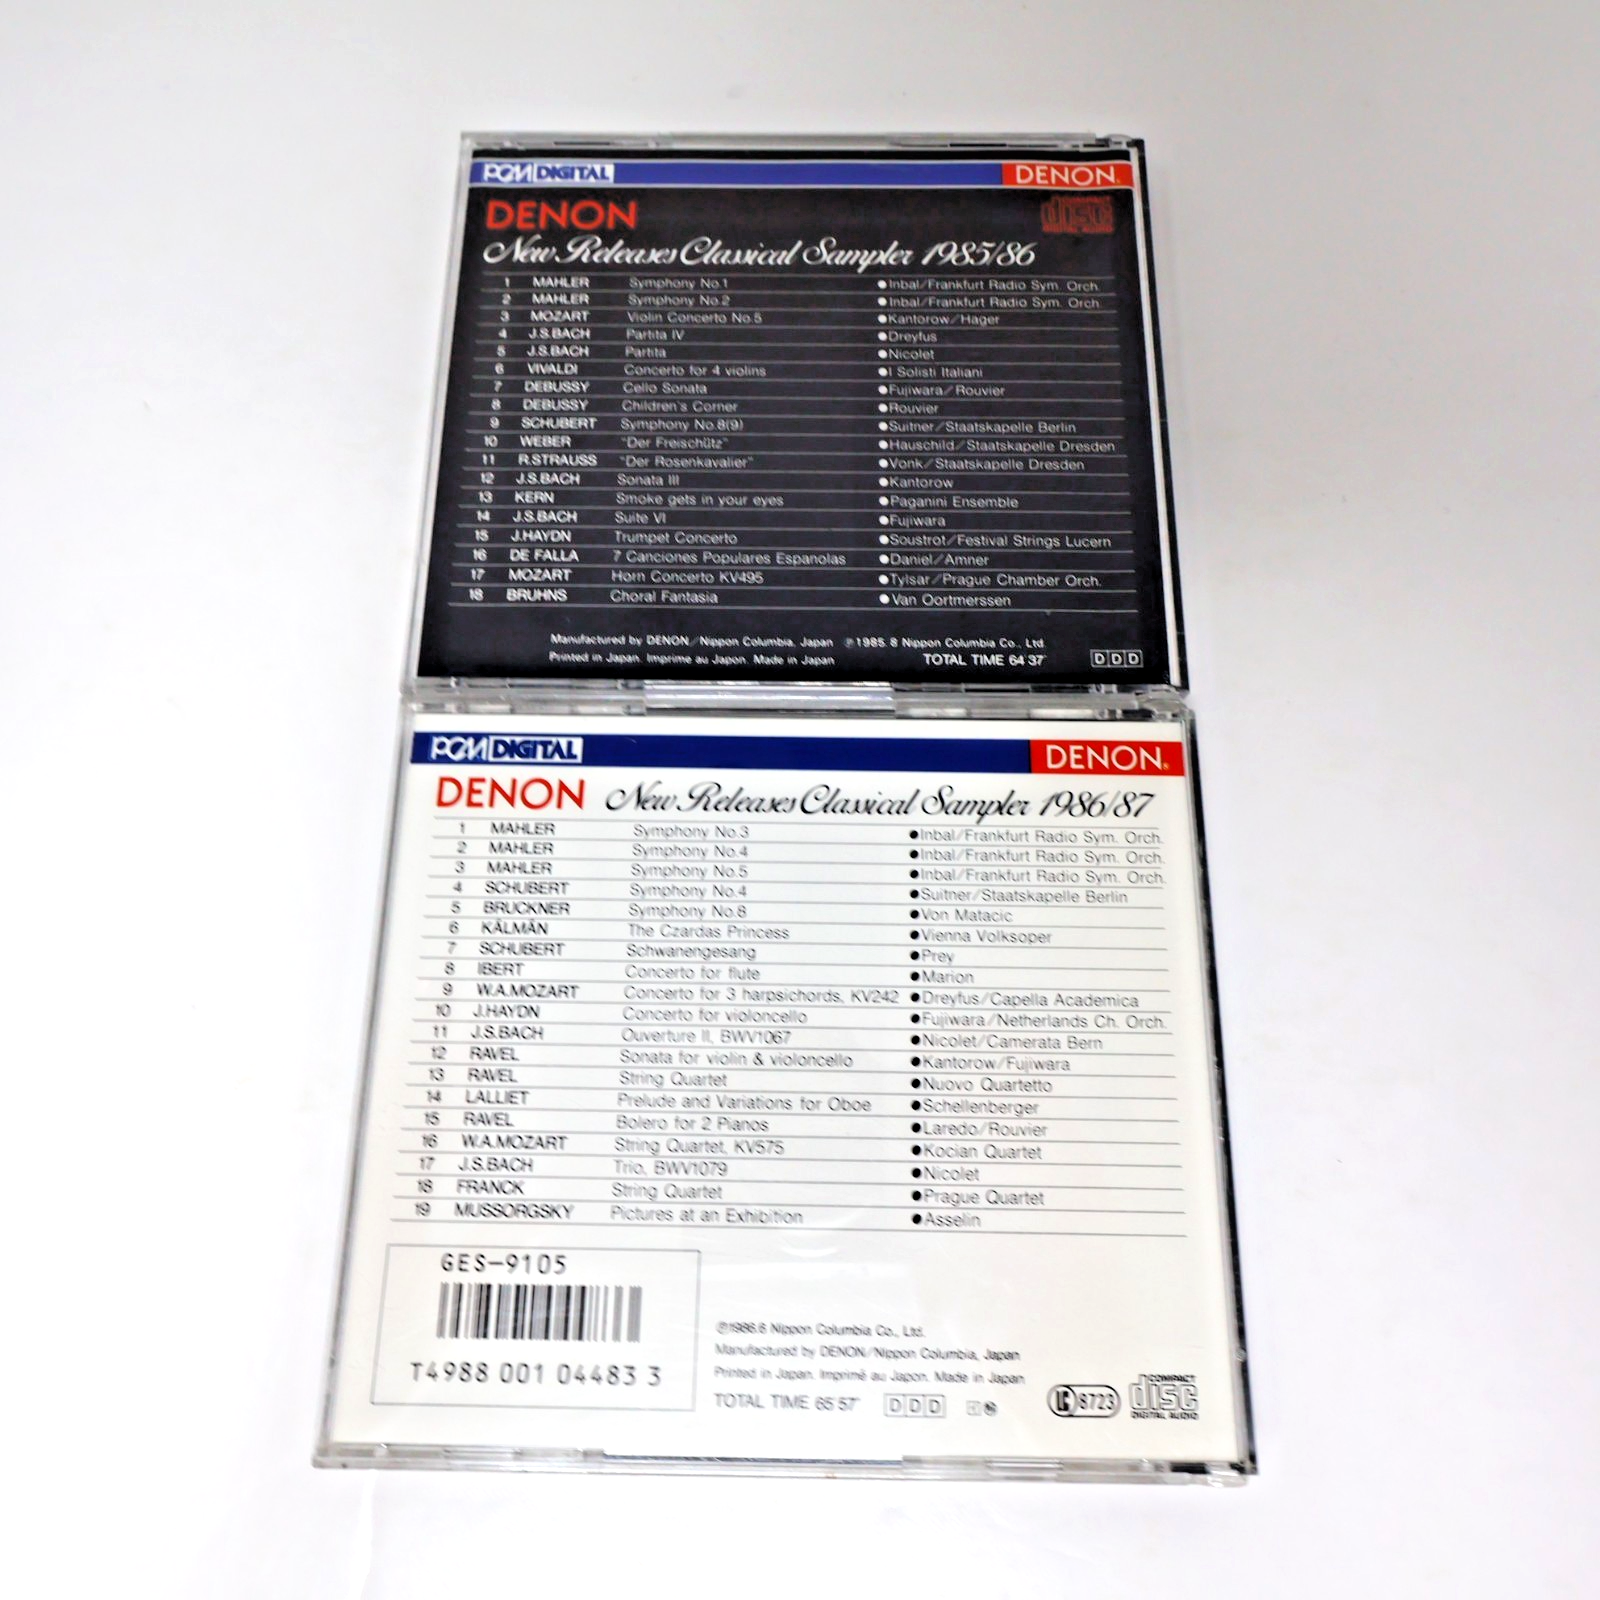 PCM DIGITAL DENON
DENON COMPACT disc DIGITAL AUDIO
New Releases Classical Sampler 1985/86
1 MAHLER Symphony No.1 ●Inbal/Frankfurt Radio Sym. Orch.
2 MAHLER Symphony No.2 ●Inbal/Frankfurt Radio Sym. Orch.
3 MOZART Violin Concerto No.5 ●Kantorow/Hager
4 J.S.BACH Partita IV ●Dreyfus
5 J.S.BACH Partita ●Nicolet
6 VIVALDI Concerto for 4 violins ●I Solisti Italiani
7 DEBUSSY Cello Sonata ●Fujiwara/Rouvier
8 DEBUSSY Children's Corner ●Rouvier
9 SCHUBERT Symphony No.8(9) ●Suitner/Staatskapelle Berlin
10 WEBER "Der Freischütz" ●Hauschild/Staatskapelle Dresden
11 R.STRAUSS "Der Rosenkavalier" ●Vonk/Staatskapelle Dresden
12 J.S.BACH Sonata III ●Kantorow
13 KERN Smoke gets in your eyes ●Paganini Ensemble
14 J.S.BACH Suite VI ●Fujiwara
15 J.HAYDN Trumpet Concerto ●Soustrot/Festival Strings Lucern
16 DE FALLA 7 Canciones Populares Espanolas ●Daniel/Amner
17 MOZART Horn Concerto KV495 ●Tylsar/Prague Chamber Orch.
18 BRUHNS Choral Fantasia ●Van Oortmerssen
Manufactured by DENON/Nippon Columbia, Japan ℗1985. 8 Nippon Columbia Co., Ltd.
Printed in Japan. Imprime au Japon. Made in Japan TOTAL TIME 64'37" DDD
PCM DIGITAL DENON
DENON New Releases Classical Sampler 1986/87
1 MAHLER Symphony No.3 ●Inbal/Frankfurt Radio Sym. Orch.
2 MAHLER Symphony No.4 ●Inbal/Frankfurt Radio Sym. Orch.
3 MAHLER Symphony No.5 ●Inbal/Frankfurt Radio Sym. Orch.
4 SCHUBERT Symphony No.4 ●Suitner/Staatskapelle Berlin
5 BRUCKNER Symphony No.8 ●Von Matacic
6 KÄLMÄN The Czardas Princess ●Vienna Volksoper
7 SCHUBERT Schwanengesang ●Prey
8 IBERT Concerto for flute ●Marion
9 W.A.MOZART Concerto for 3 harpsichords, KV242 ●Dreyfus/Capella Academica
10 J.HAYDN Concerto for violoncello ●Fujiwara/Netherlands Ch. Orch.
11 J.S.BACH Ouverture II, BWV1067 ●Nicolet/Camerata Bern
12 RAVEL Sonata for violin & violoncello ●Kantorow/Fujiwara
13 RAVEL String Quartet ●Nuovo Quartetto
14 LALLIET Prelude and Variations for Oboe ●Schellenberger
15 RAVEL Bolero for 2 Pianos ●Laredo/Rouvier
16 W.A.MOZART String Quartet, KV575 ●Kocian Quartet
17 J.S.BACH Trio, BWV1079 ●Nicolet
18 FRANCK String Quartet ●Prague Quartet
19 MUSSORGSKY Pictures at an Exhibition ●Asselin
GES-9105
T4988 001 04483 3
℗1986.6 Nippon Columbia Co., Ltd.
Manufactured by DENON/Nippon Columbia, Japan
Printed in Japan. Imprimé au Japon. Made in Japan
TOTAL TIME 65'57" DDD 8723 COMPACT disc DIGITAL AUDIO